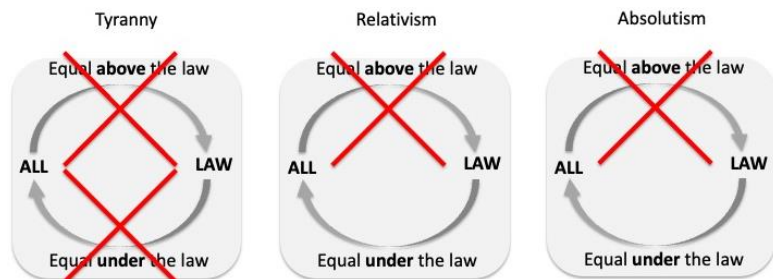 Tyranny
Equal above the law
ALL LAW
Equal under the law
Relativism
Equal above the law
ALL LAW
Equal under the law
Absolutism
Equal above the law
ALL LAW
Equal under the law